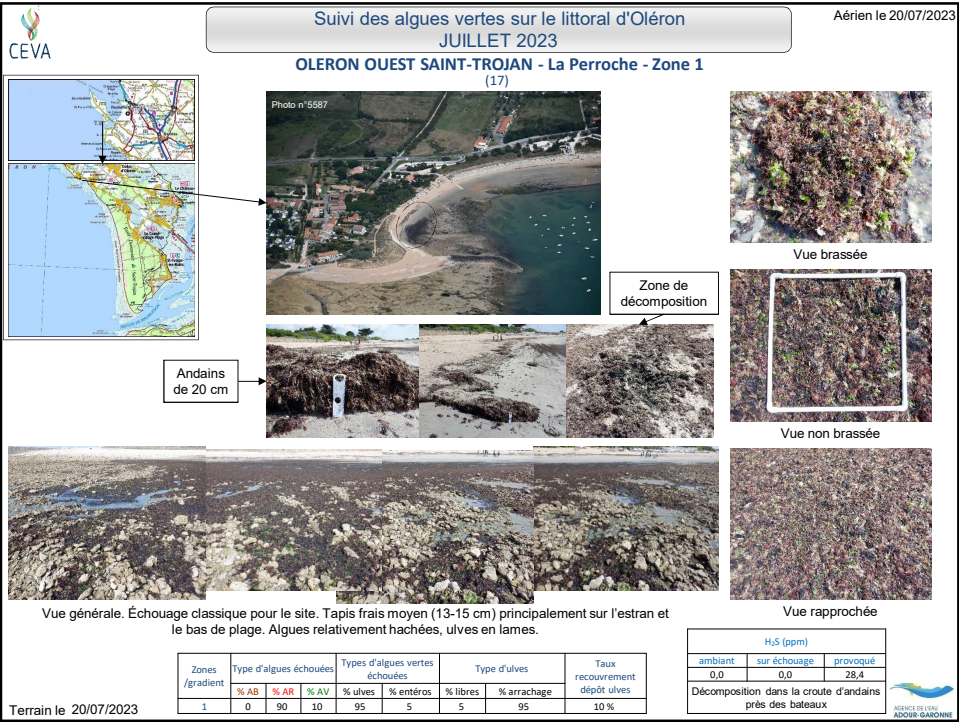 CEVA
Suivi des algues vertes sur le littoral d'Oléron
JUILLET 2023
Aérien le 20/07/2023
OLERON OUEST SAINT-TROJAN - La Perroche - Zone 1
(17)
Photo n°5587
Vue brassée
Zone de
décomposition
Andains
de 20 cm
Vue non brassée
Vue générale. Échouage classique pour le site. Tapis frais moyen (13-15 cm) principalement sur l'estran et
le bas de plage. Algues relativement hachées, ulves en lames.
Vue rapprochée
Zones
/gradient
Type d'algues échouées
Types d'algues vertes
échouées
Type d'ulves
Taux
recouvrement
dépôt ulves
% AB % AR % AV % ulves % entéros % libres % arrachage
1 0 90 10 95 5 5 95 10 %
H2S (ppm)
ambiant sur échouage provoqué
0,0 0,0 28,4
Décomposition dans la croute d'andains
près des bateaux
Terrain le 20/07/2023
AGENCE DE L'EAU
ADOUR-GARONNE